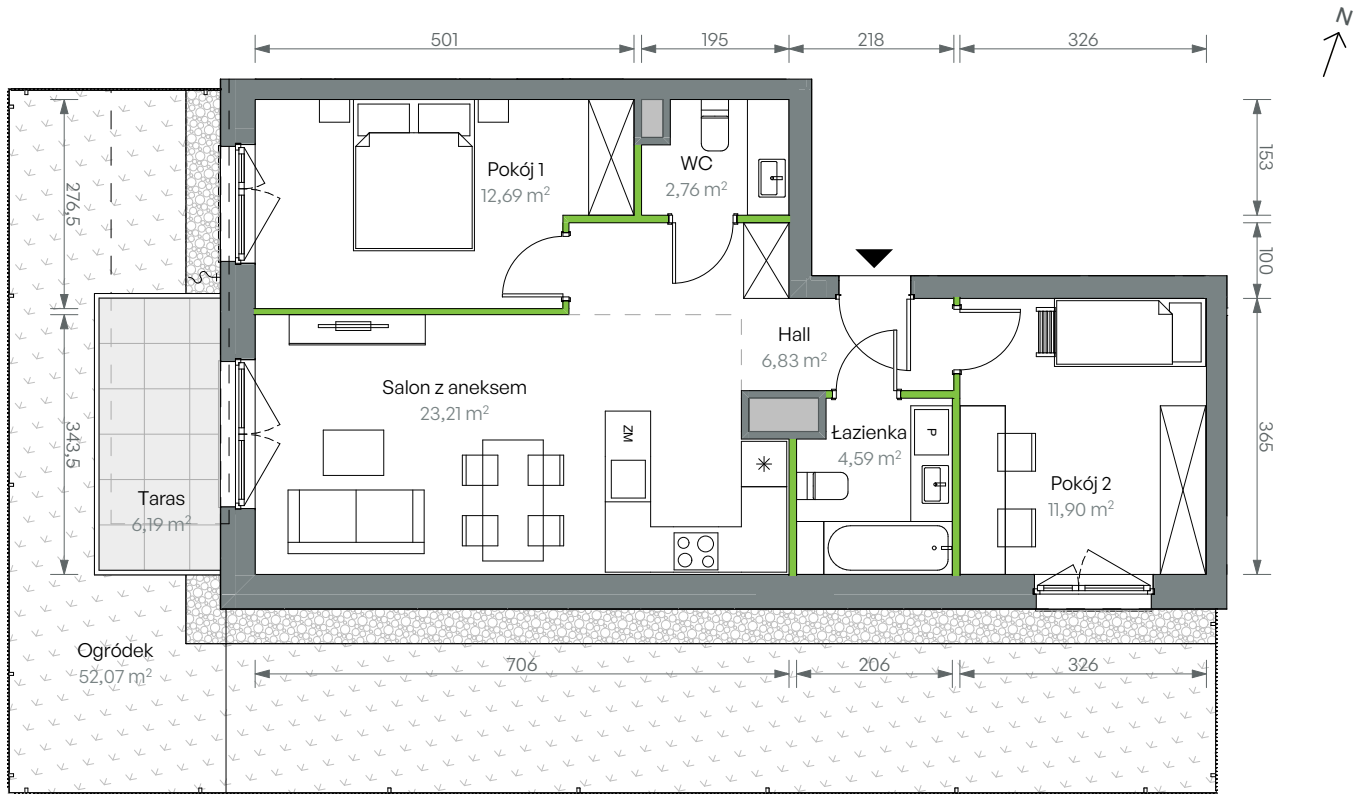 N
501
195
218
326
276,5
153
Pokój 1
12,69 m²
WC
2,76 m²
100
Hall
6,83 m²
343,5
Salon z aneksem
23,21 m²
ZM
Łazienka
4,59 m²
P
365
Pokój 2
11,90 m²
Taras
6,19 m²
Ogródek
52,07 m²
706
206
326